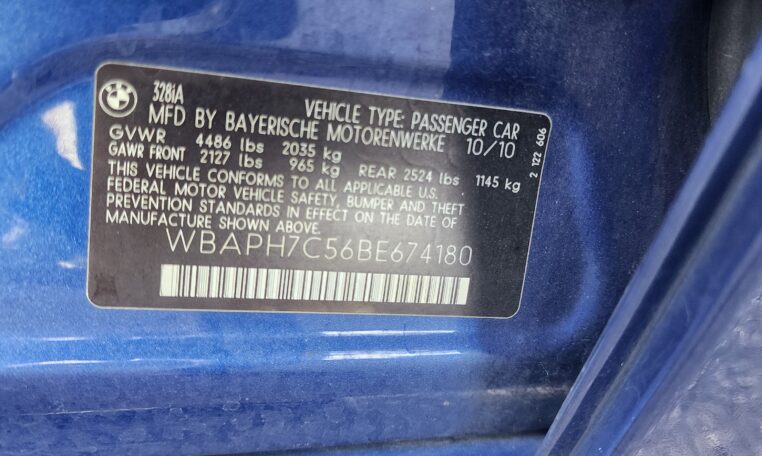 328iA
VEHICLE TYPE: PASSENGER CAR
MFD BY BAYERISCHE MOTORENWERKE 10/10
GVWR 4486 lbs 2035 kg
GAWR FRONT 2127 lbs 965 kg REAR 2524 lbs 1145 kg
THIS VEHICLE CONFORMS TO ALL APPLICABLE U.S.
FEDERAL MOTOR VEHICLE SAFETY, BUMPER AND THEFT
PREVENTION STANDARDS IN EFFECT ON THE DATE OF
MANUFACTURE SHOWN ABOVE.
WBAPH7C56BE674180
2 122 606